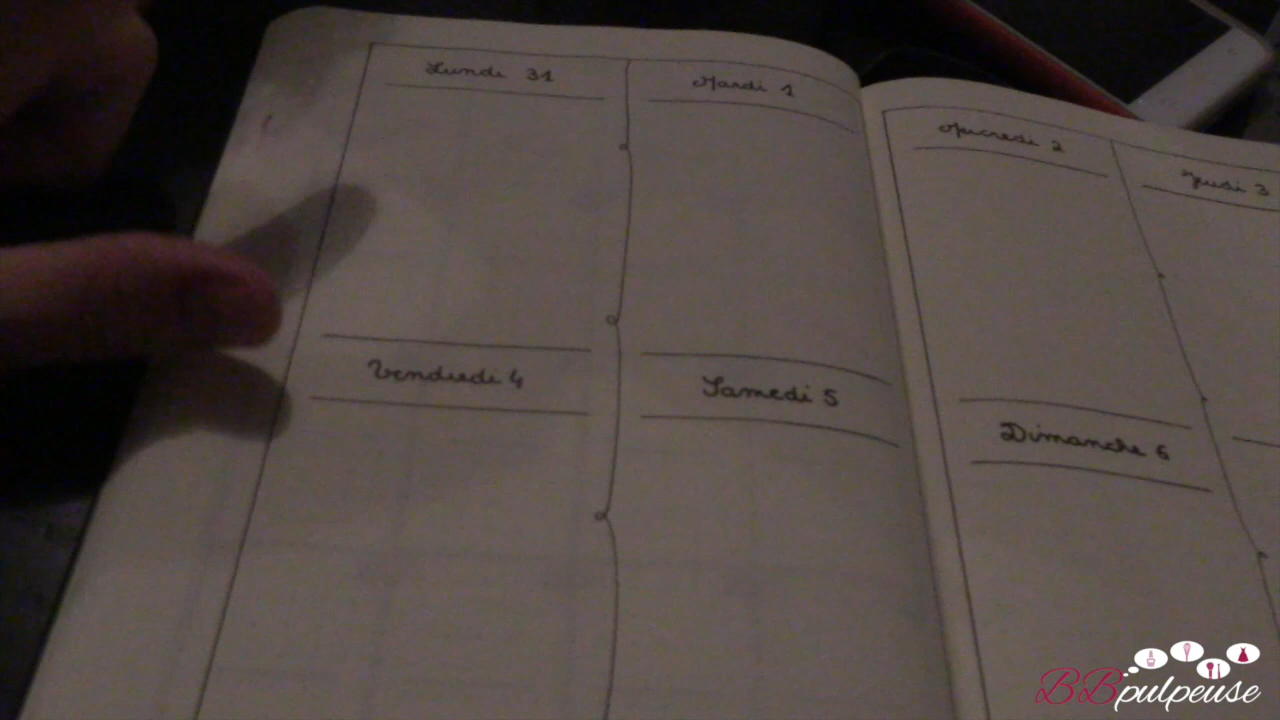 Lundi 31
Mardi 1
Mercredi 2
Jeudi 3
Vendredi 4
Samedi 5
Dimanche 6
BBpulpeuse